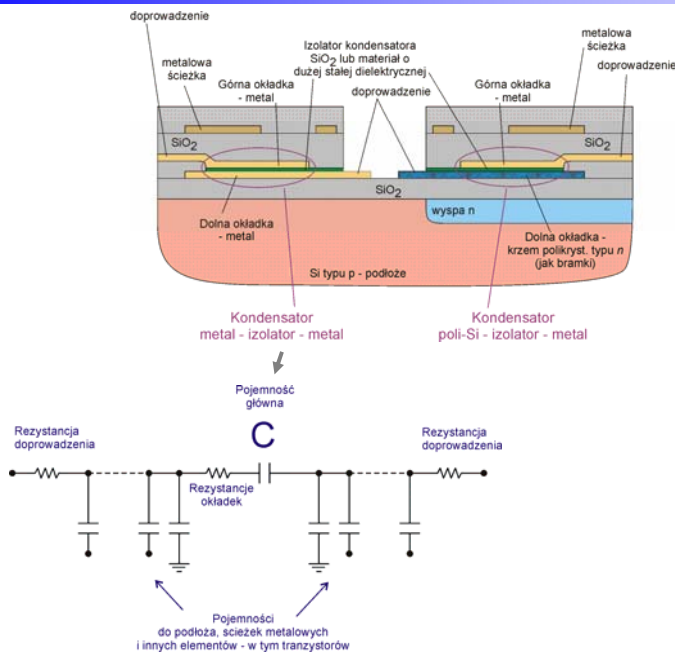 doprowadzenie
metalowa
ścieżka
Izolator kondensatora
SiO2 lub materiał o
dużej stałej dielektrycznej
doprowadzenie
metalowa
ścieżka
doprowadzenie
Górna okładka
- metal
Górna okładka
- metal
SiO2
SiO2
SiO2
Dolna okładka
- metal
wyspa n
Dolna okładka -
krzem polikryst. typu n
(jak bramki)
Si typu p - podłoże
Kondensator
metal - izolator - metal
Kondensator
poli-Si - izolator - metal
Pojemność
główna
C
Rezystancja
doprowadzenia
Rezystancja
doprowadzenia
Rezystancje
okładek
Pojemności
do podłoża, scieżek metalowych
i innych elementów - w tym tranzystorów